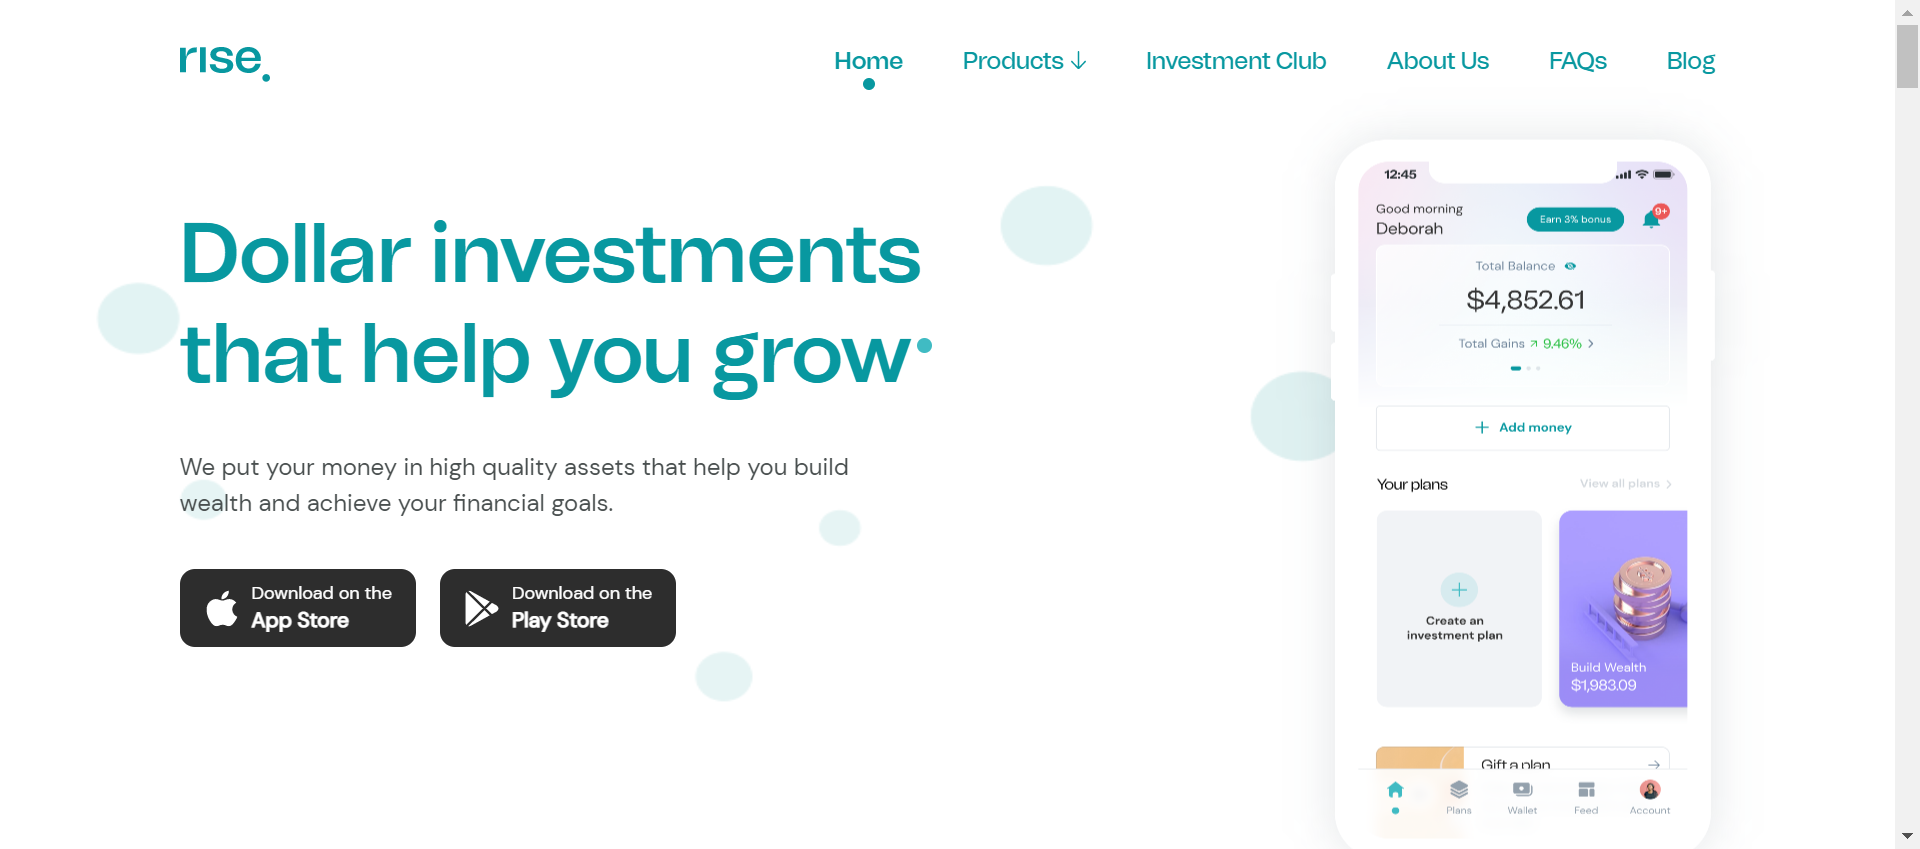 rise.
Home
Products ↓
Investment Club
About Us
FAQs
Blog
Dollar investments
that help you grow
We put your money in high quality assets that help you build
wealth and achieve your financial goals.
Download on the
App Store
Download on the
Play Store
12:45
Good morning
Deborah
Earn 3% bonus
9+
Total Balance
$4,852.61
Total Gains ↗ 9.46% >
+ Add money
Your plans
View all plans >
Create an
investment plan
Build Wealth
$1,983.09
Gift a plan
Plans
Wallet
Feed
Account